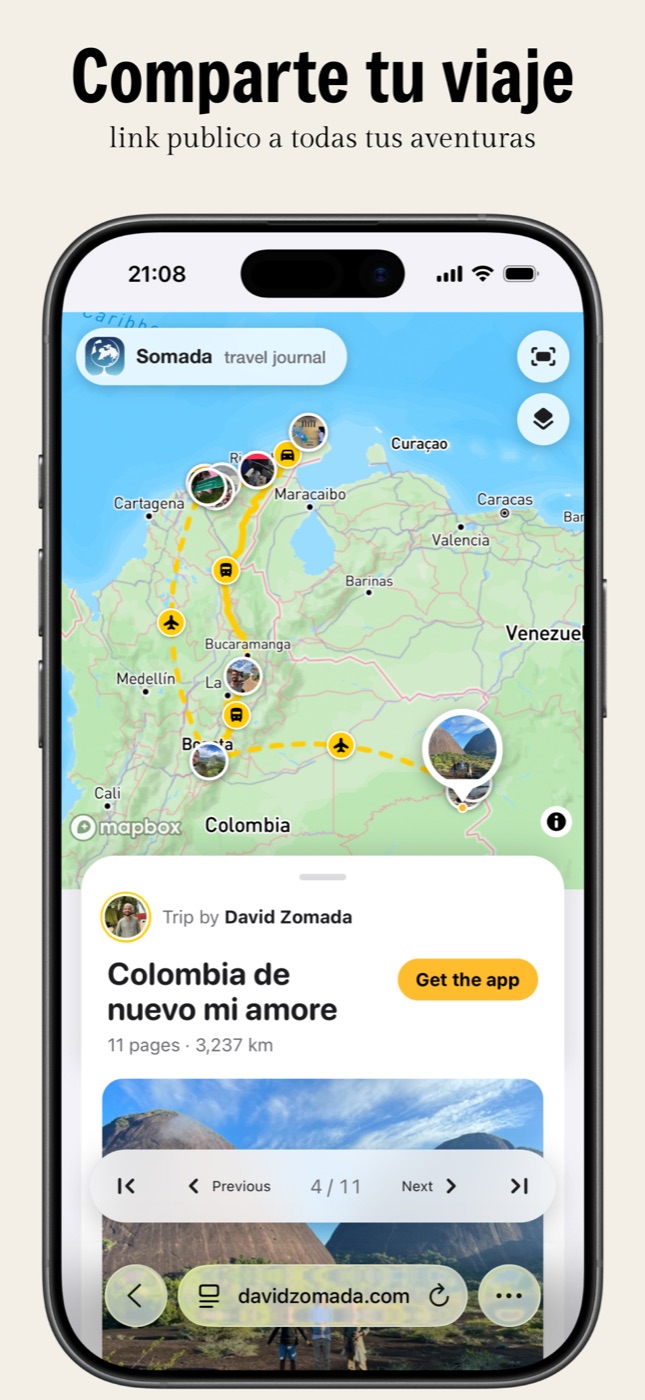 Comparte tu viaje
link publico a todas tus aventuras
21:08
Somada travel journal
Curaçao
Maracaibo
Cartagena
Caracas
Valencia
Barinas
Venezuel
Bucaramanga
Medellín
La
Cali
mapbox
Colombia
Trip by David Zomada
Colombia de
nuevo mi amore
Get the app
11 pages · 3,237 km
Previous
4 / 11
Next
davidzomada.com